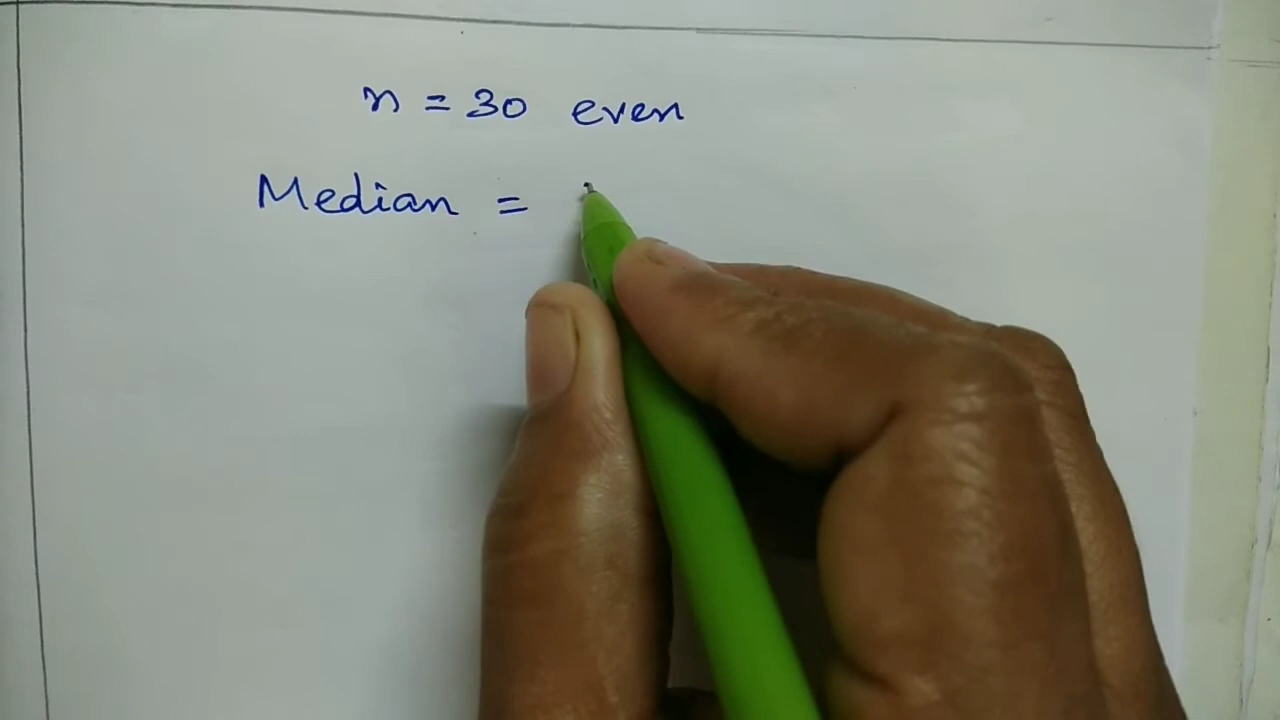 n = 30 even
Median =